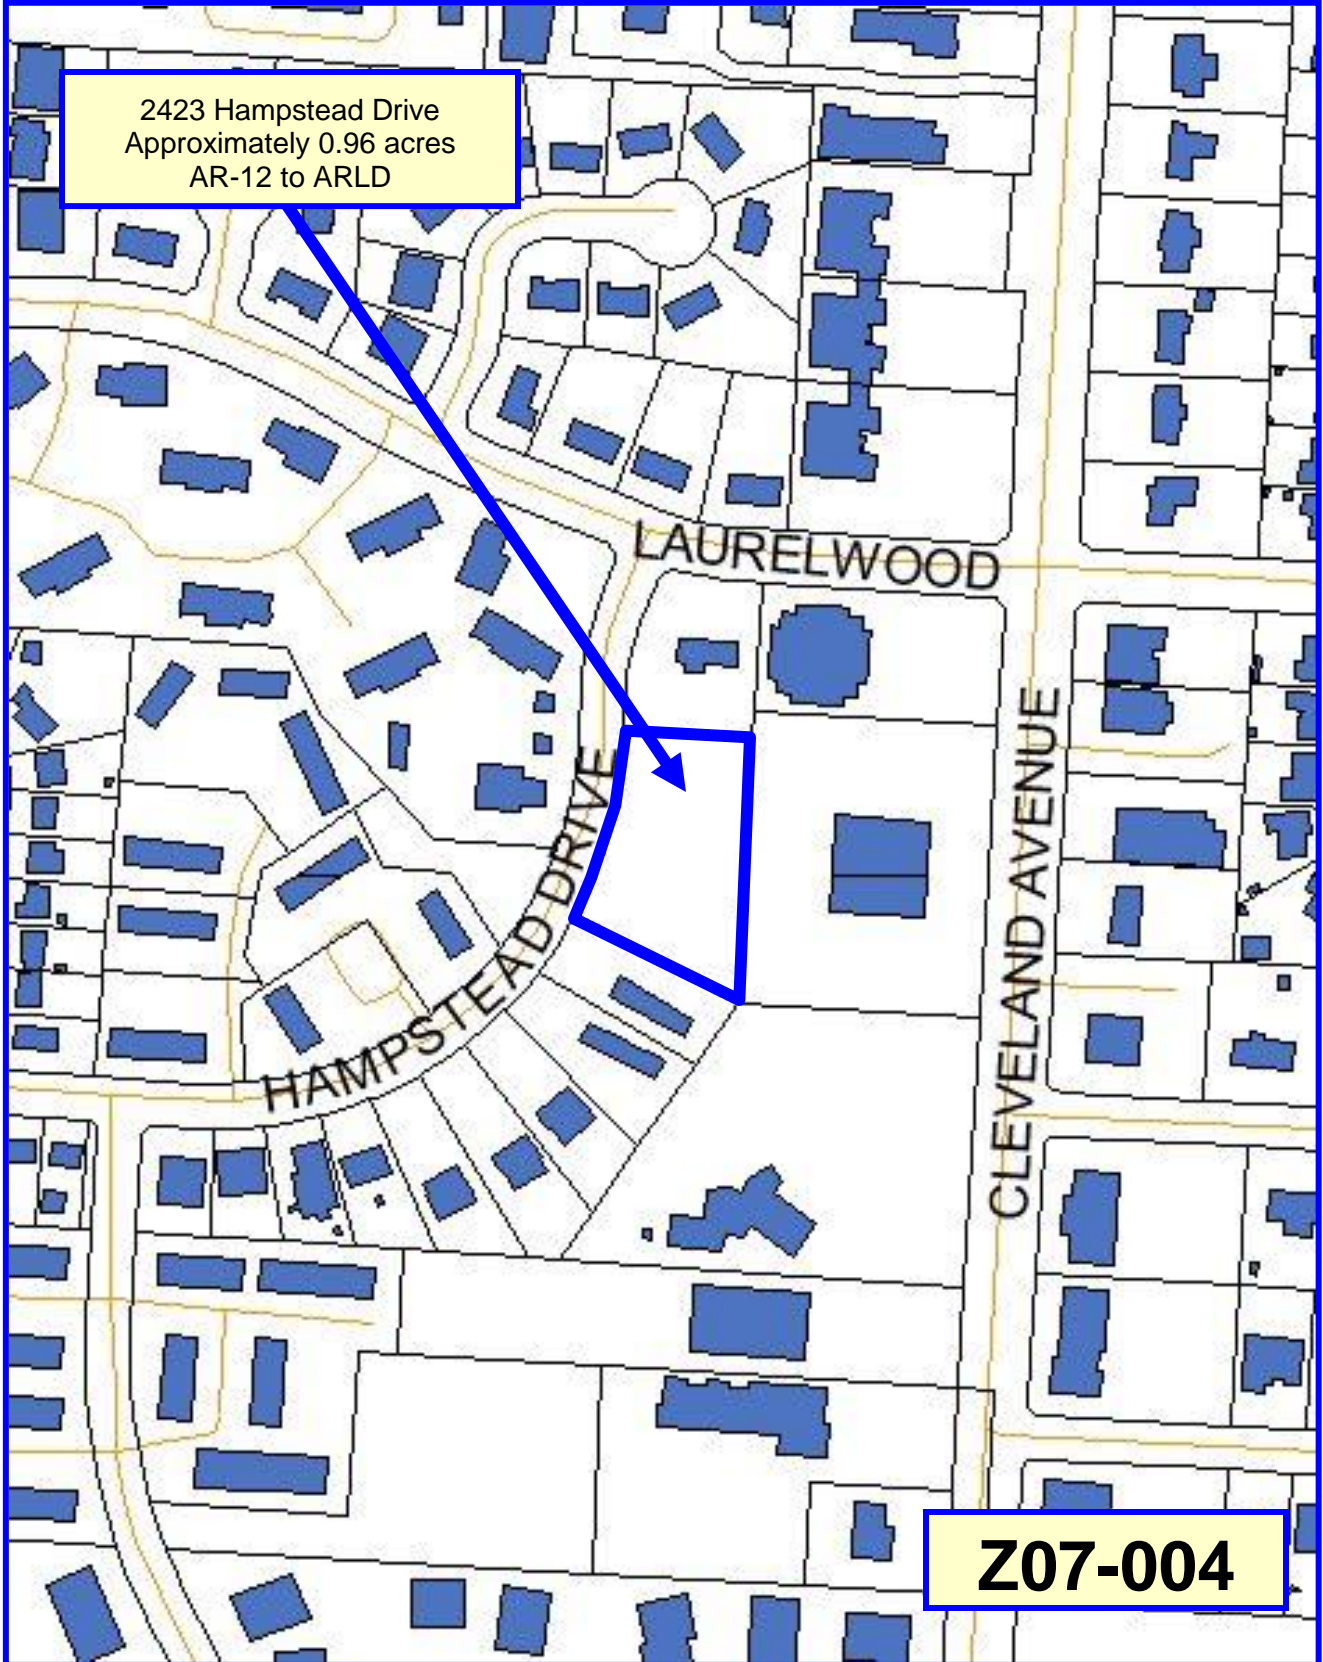 2423 Hampstead Drive
Approximately 0.96 acres
AR-12 to ARLD
LAURELWOOD
HAMPSTEAD DRIVE
CLEVELAND AVENUE
Z07-004